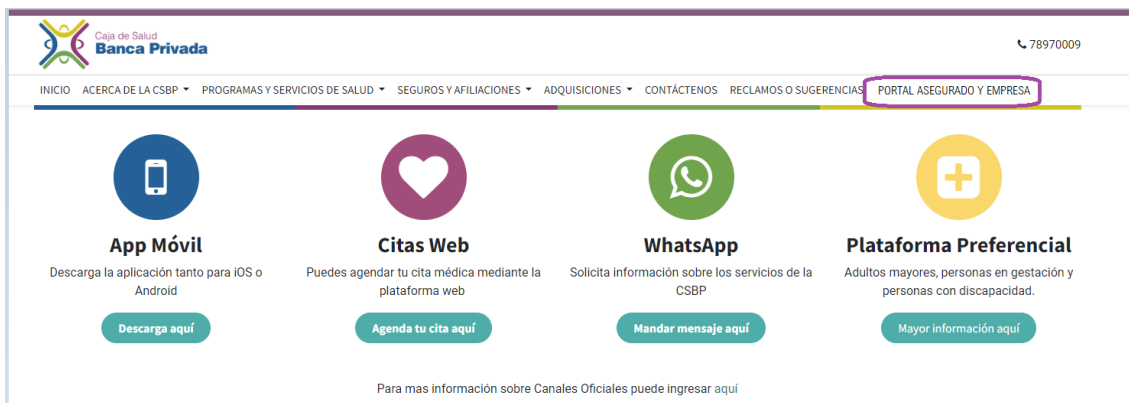 Caja de Salud
Banca Privada
78970009
INICIO ACERCA DE LA CSBP PROGRAMAS Y SERVICIOS DE SALUD SEGUROS Y AFILIACIONES ADQUISICIONES CONTÁCTENOS RECLAMOS O SUGERENCIAS PORTAL ASEGURADO Y EMPRESA
App Móvil
Descarga la aplicación tanto para iOS o
Android
Descarga aquí
Citas Web
Puedes agendar tu cita médica mediante la
plataforma web
Agenda tu cita aquí
WhatsApp
Solicita información sobre los servicios de la
CSBP
Mandar mensaje aquí
Plataforma Preferencial
Adultos mayores, personas en gestación y
personas con discapacidad.
Mayor información aquí
Para mas información sobre Canales Oficiales puede ingresar aquí